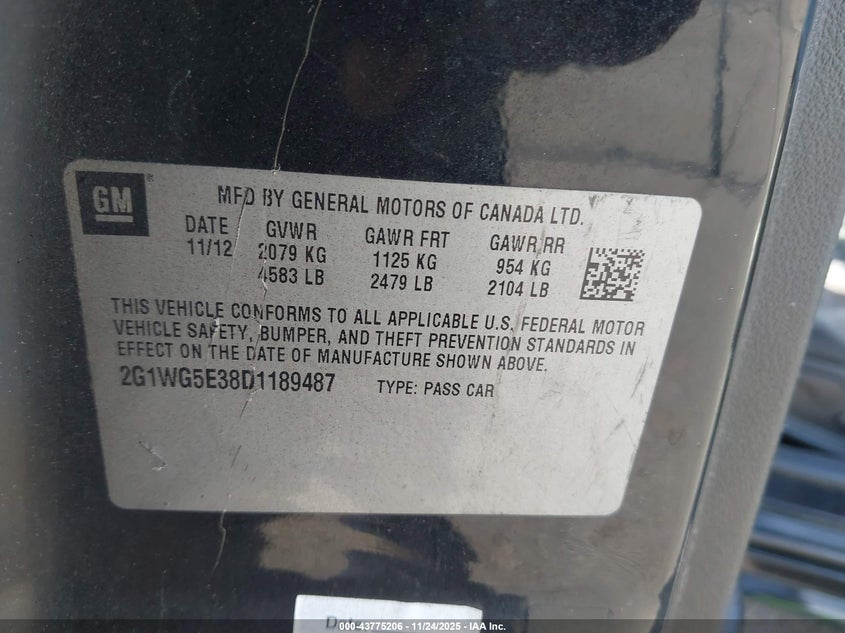 GM
MFD BY GENERAL MOTORS OF CANADA LTD.
DATE GVWR GAWR FRT GAWR RR
11/12 2079 KG 1125 KG 954 KG
4583 LB 2479 LB 2104 LB
THIS VEHICLE CONFORMS TO ALL APPLICABLE U.S. FEDERAL MOTOR
VEHICLE SAFETY, BUMPER, AND THEFT PREVENTION STANDARDS IN
EFFECT ON THE DATE OF MANUFACTURE SHOWN ABOVE.
2G1WG5E38D1189487 TYPE: PASS CAR
000-43775206 - 11/24/2025 - IAA Inc.